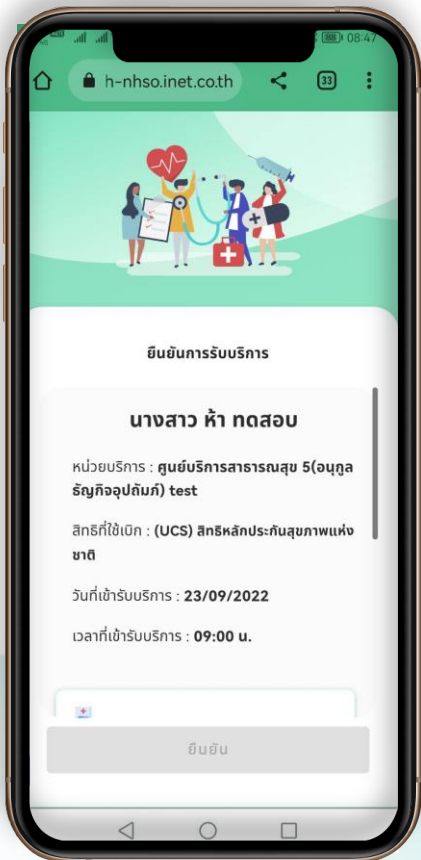 88 08:47
h-nhso.inet.co.th 33
ยืนยันการรับบริการ
นางสาว ห้า ทดสอบ
หน่วยบริการ : ศูนย์บริการสาธารณสุข 5(อนุกูล
ธัญกิจอุปถัมภ์) test
สิทธิที่ใช้เบิก : (UCS) สิทธิหลักประกันสุขภาพแห่ง
ชาติ
วันที่เข้ารับบริการ : 23/09/2022
เวลาที่เข้ารับบริการ : 09:00 น.
ยืนยัน